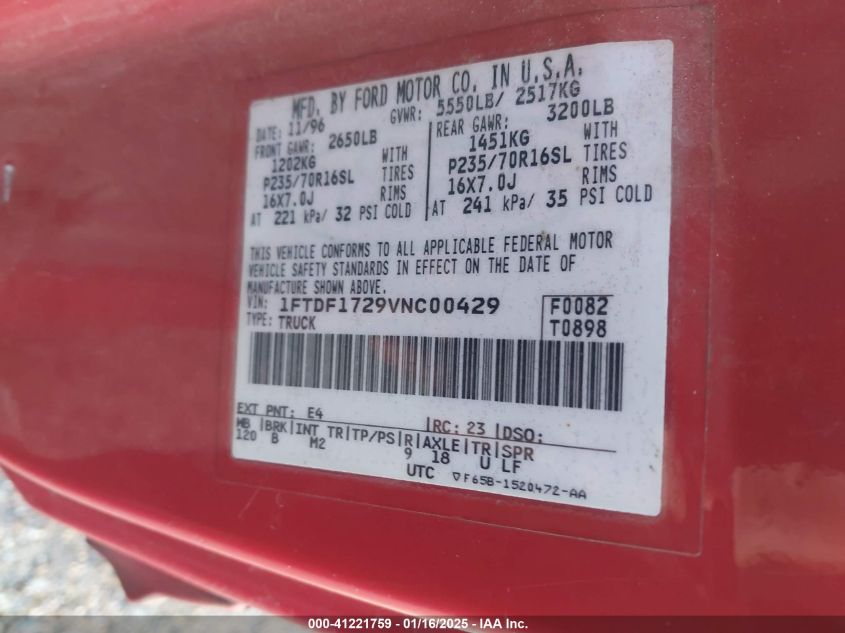 MFD. BY FORD MOTOR CO. IN U.S.A.
DATE: 11/96 GVWR: 5550LB/ 2517KG
FRONT GAWR: 2650LB REAR GAWR: 3200LB
1202KG WITH 1451KG WITH
P235/70R16SL TIRES P235/70R16SL TIRES
16X7.0J RIMS 16X7.0J RIMS
AT 221 kPa/ 32 PSI COLD AT 241 kPa/ 35 PSI COLD
THIS VEHICLE CONFORMS TO ALL APPLICABLE FEDERAL MOTOR
VEHICLE SAFETY STANDARDS IN EFFECT ON THE DATE OF
MANUFACTURE SHOWN ABOVE.
VIN: 1FTDF1729VNC00429 F0082
TYPE: TRUCK T0898
EXT PNT: E4 RC: 23 DSO:
WB BRK INT TR TP/PS R AXLE TR SPR
120 B M2 9 18 U LF
UTC F65B-1520472-AA
000-41221759 - 01/16/2025 - IAA Inc.